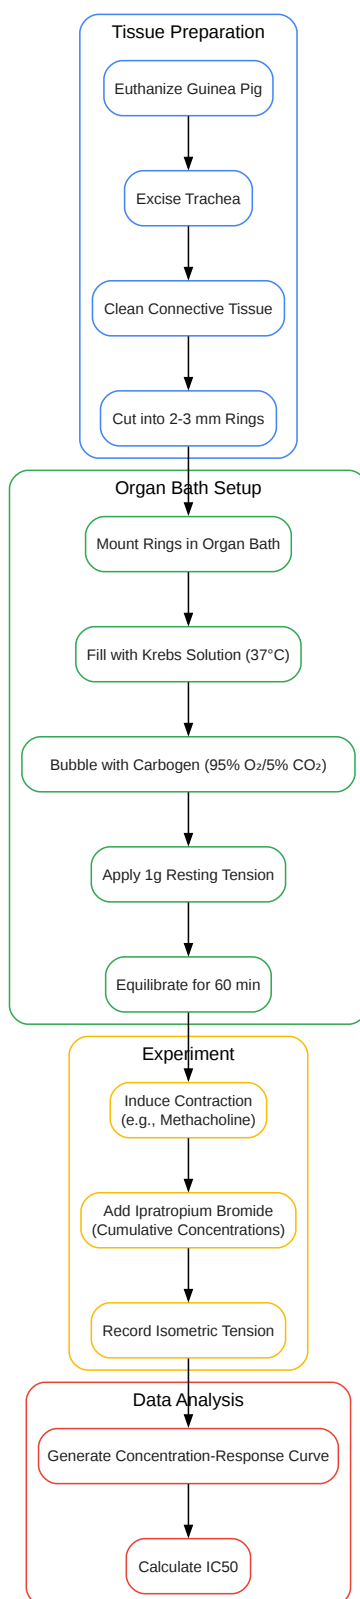 Tissue Preparation
Euthanize Guinea Pig
Excise Trachea
Clean Connective Tissue
Cut into 2-3 mm Rings
Organ Bath Setup
Mount Rings in Organ Bath
Fill with Krebs Solution (37°C)
Bubble with Carbogen (95% O₂/5% CO₂)
Apply 1g Resting Tension
Equilibrate for 60 min
Experiment
Induce Contraction
(e.g., Methacholine)
Add Ipratropium Bromide
(Cumulative Concentrations)
Record Isometric Tension
Data Analysis
Generate Concentration-Response Curve
Calculate IC50